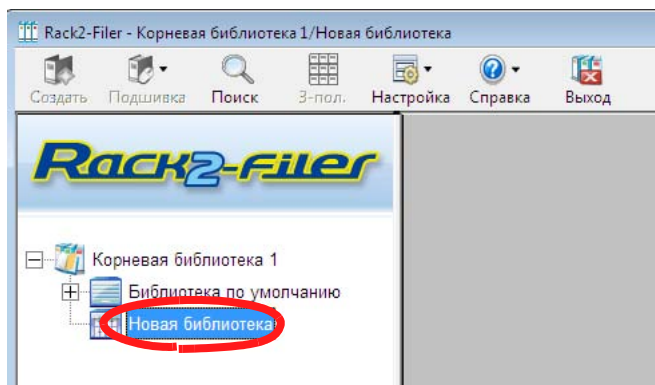 Rack2-Filer - Корневая библиотека 1/Новая библиотека
Создать Подшивка Поиск 3-пол. Настройка Справка Выход
Rack2-Filer
Корневая библиотека 1
Библиотека по умолчанию
Новая библиотека